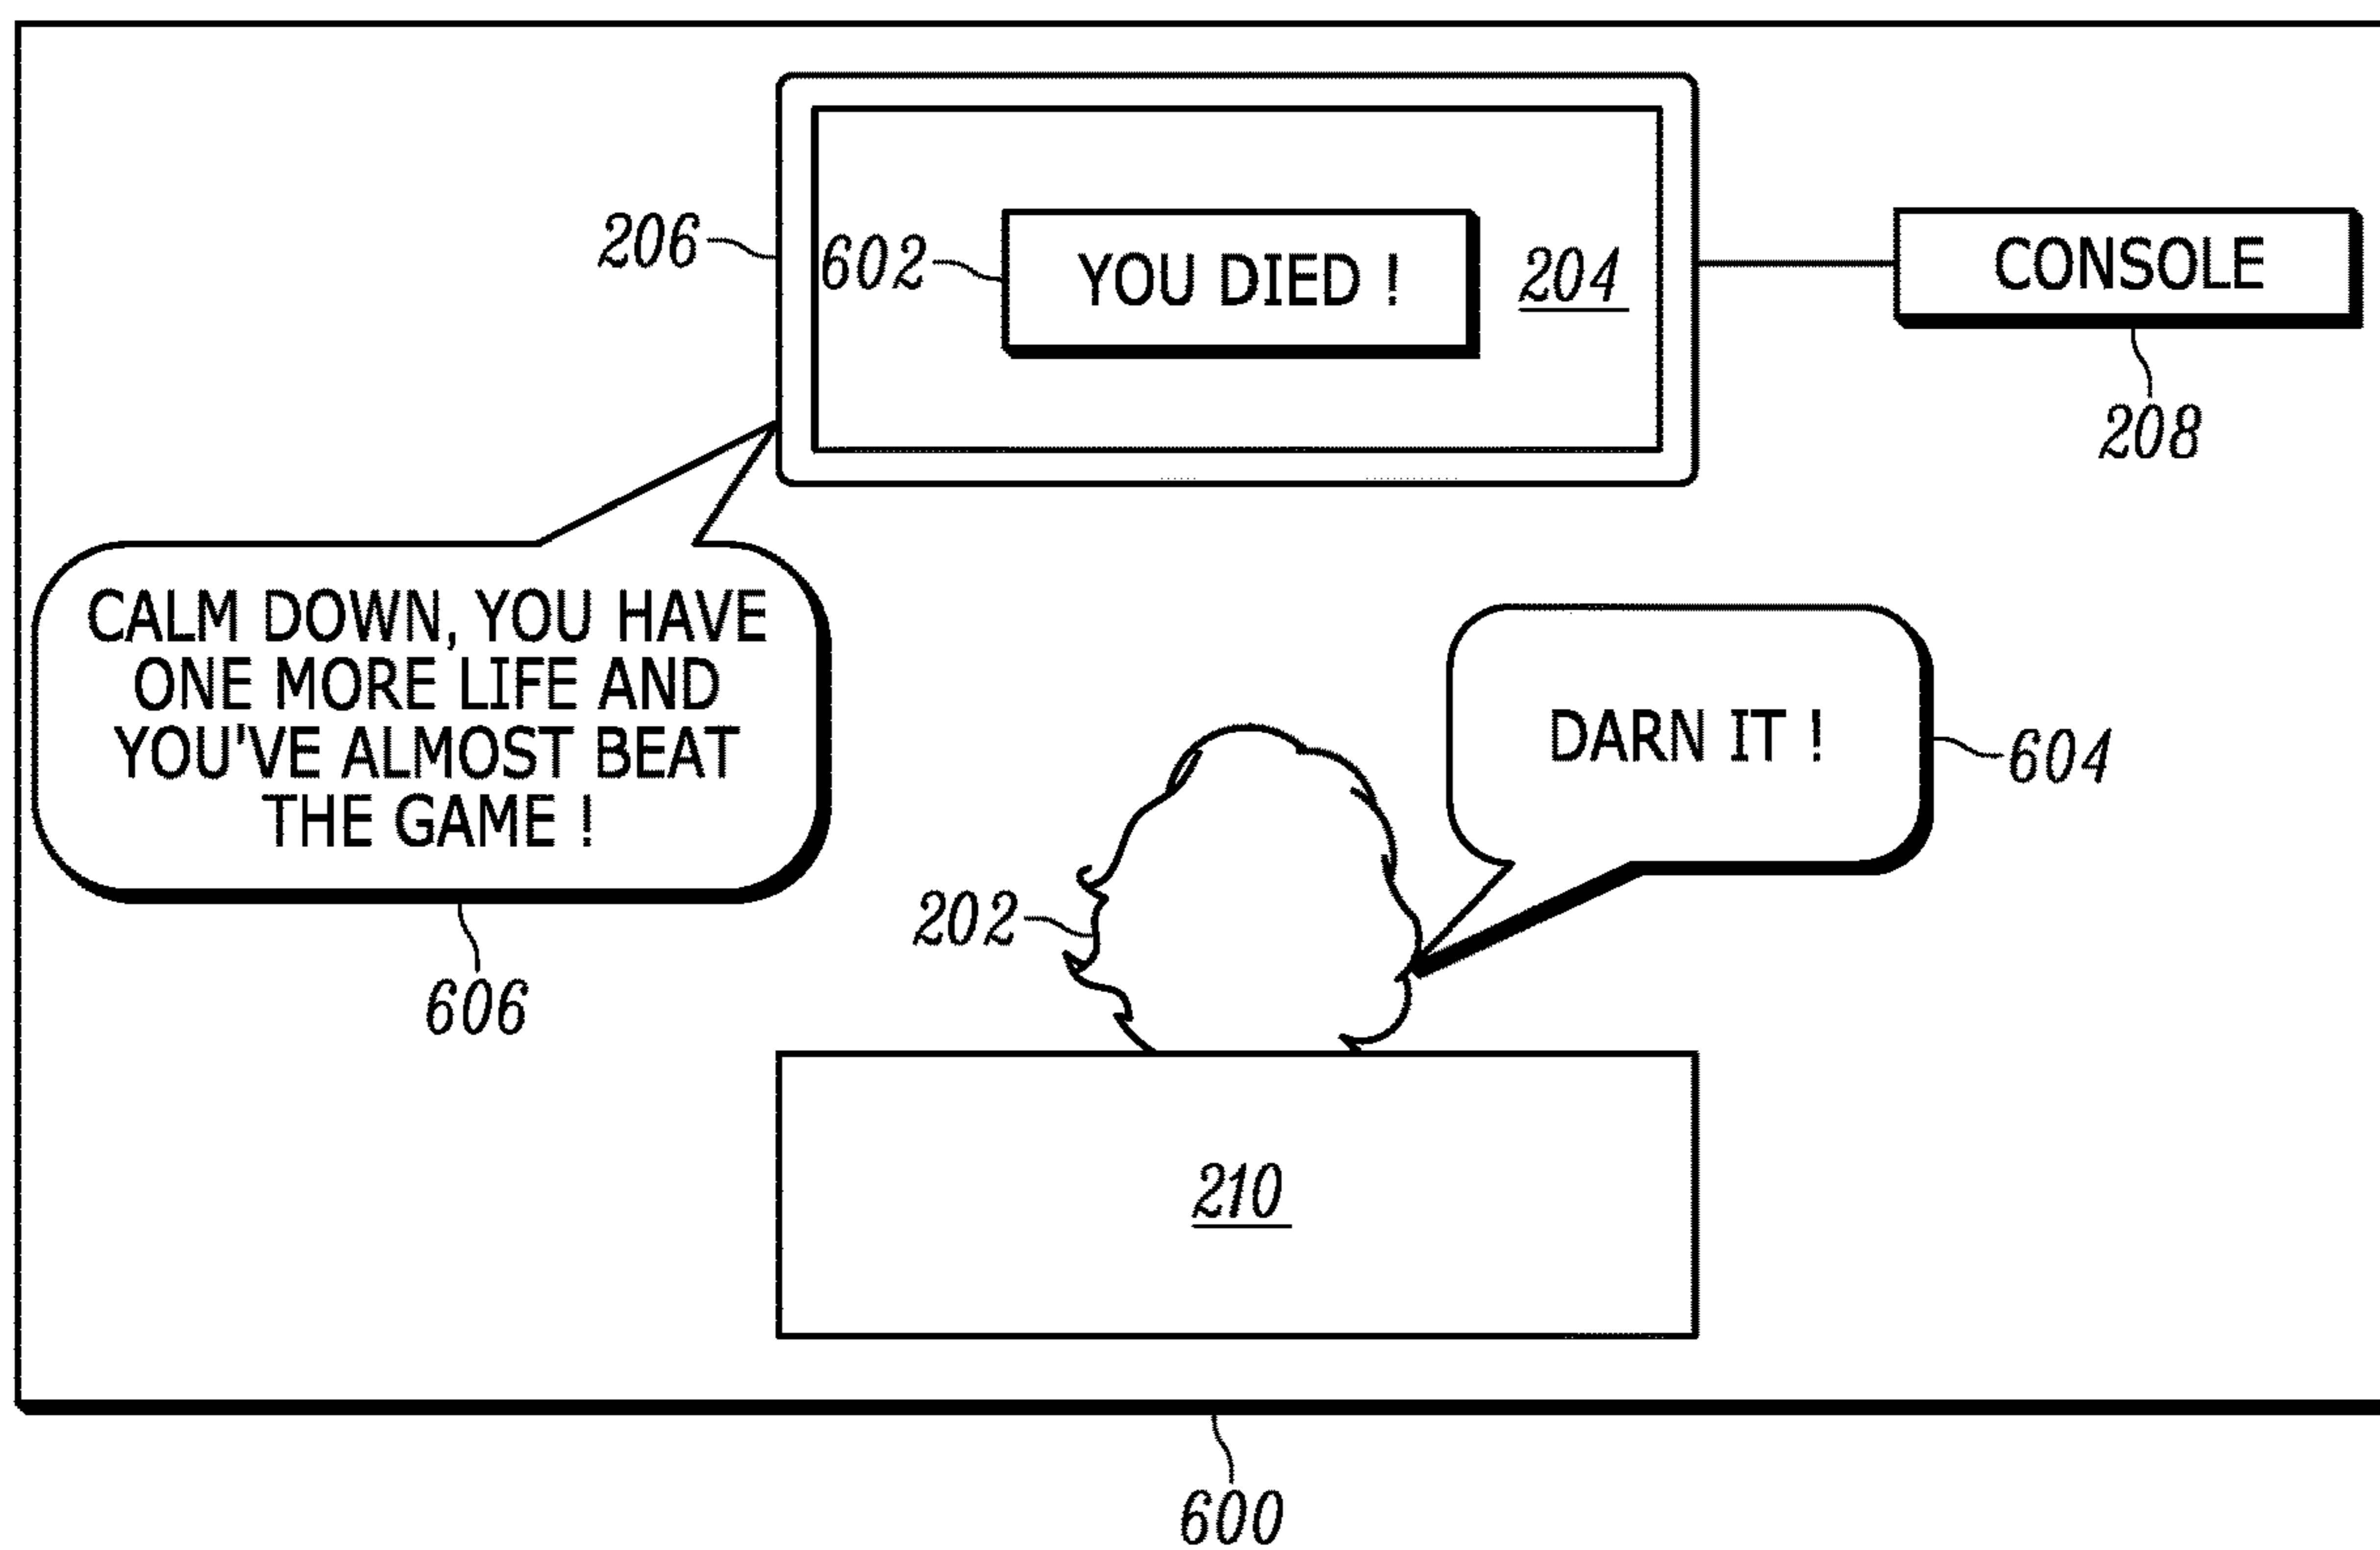 206
602
YOU DIED !
204
CONSOLE
208
CALM DOWN, YOU HAVE
ONE MORE LIFE AND
YOU'VE ALMOST BEAT
THE GAME !
606
DARN IT !
604
202
210
600